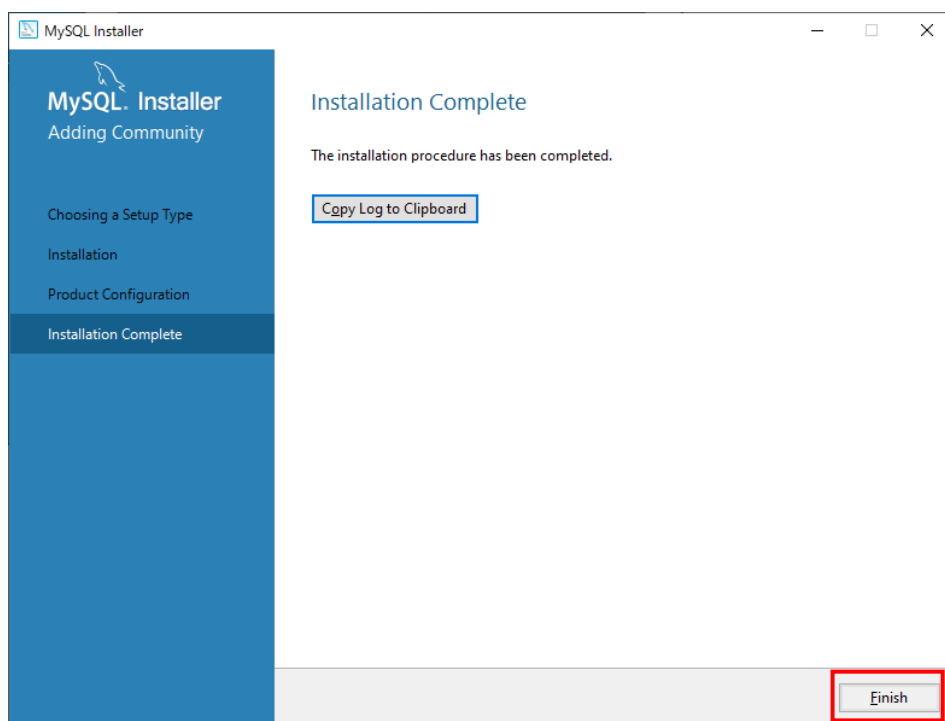 MySQL Installer
MySQL. Installer
Adding Community
Choosing a Setup Type
Installation
Product Configuration
Installation Complete
Installation Complete
The installation procedure has been completed.
Copy Log to Clipboard
Finish